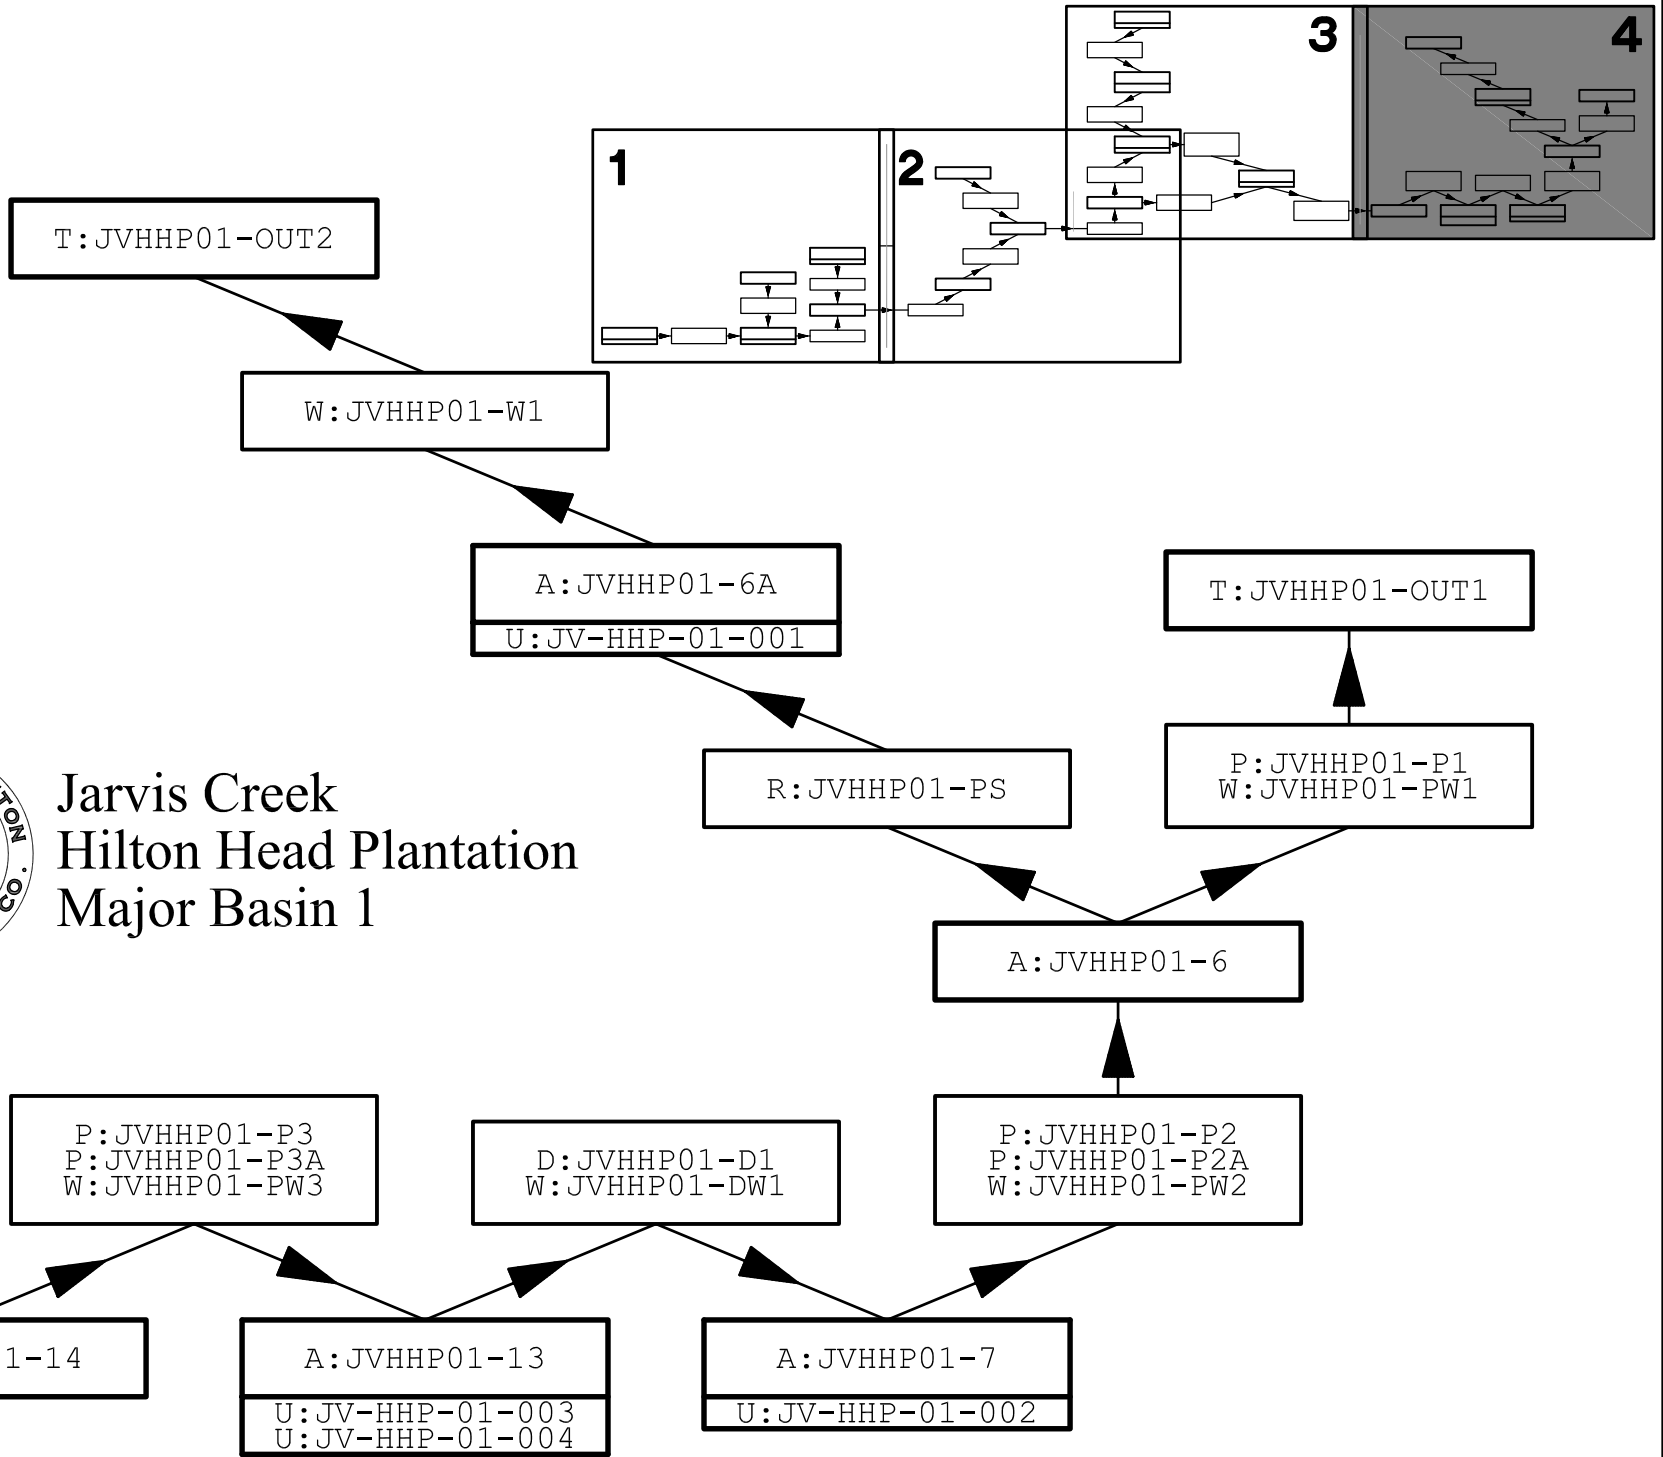 3
4
1
2
T:JVHHP01-OUT2
W:JVHHP01-W1
A:JVHHP01-6A
U:JV-HHP-01-001
T:JVHHP01-OUT1
R:JVHHP01-PS
P:JVHHP01-P1
W:JVHHP01-PW1
TON
CO.
Jarvis Creek
Hilton Head Plantation
Major Basin 1
A:JVHHP01-6
P:JVHHP01-P3
P:JVHHP01-P3A
W:JVHHP01-PW3
D:JVHHP01-D1
W:JVHHP01-DW1
P:JVHHP01-P2
P:JVHHP01-P2A
W:JVHHP01-PW2
1-14
A:JVHHP01-13
U:JV-HHP-01-003
U:JV-HHP-01-004
A:JVHHP01-7
U:JV-HHP-01-002